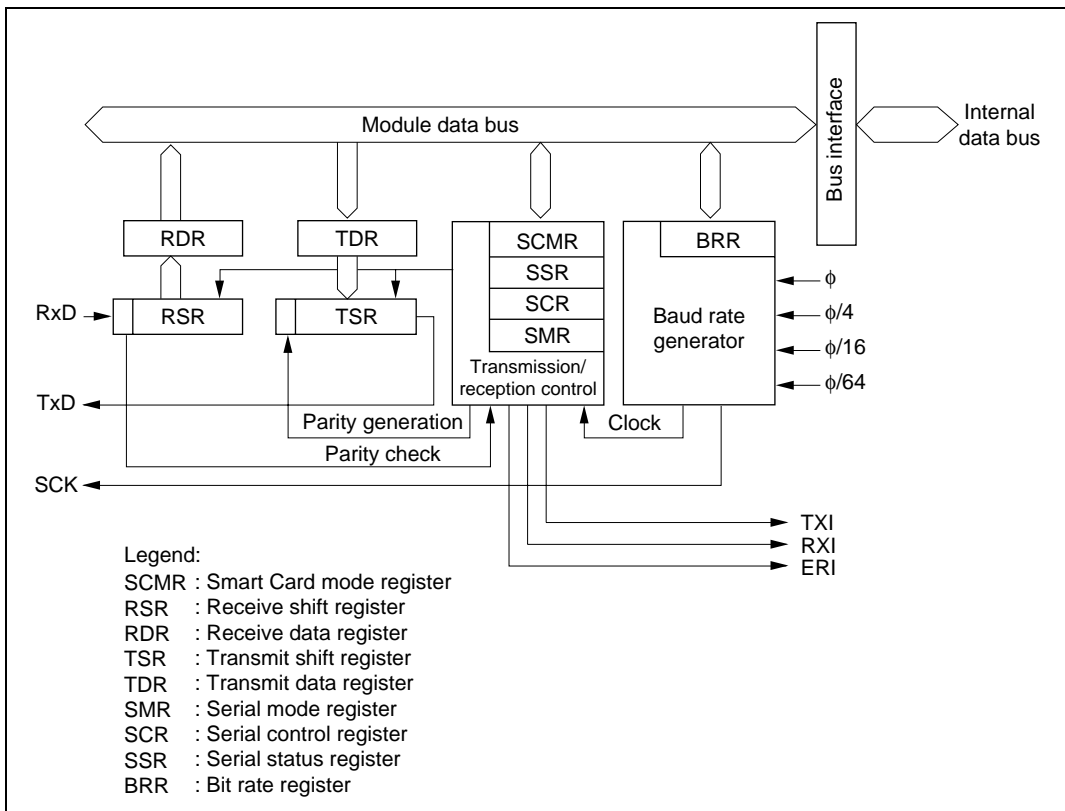 Bus interface
Internal
data bus
Module data bus
RDR
TDR
SCMR
SSR
SCR
SMR
Transmission/
reception control
BRR
Baud rate
generator
ϕ
ϕ/4
ϕ/16
ϕ/64
RxD
RSR
TSR
TxD
Parity generation
Parity check
Clock
SCK
TXI
RXI
ERI
Legend:
SCMR : Smart Card mode register
RSR : Receive shift register
RDR : Receive data register
TSR : Transmit shift register
TDR : Transmit data register
SMR : Serial mode register
SCR : Serial control register
SSR : Serial status register
BRR : Bit rate register